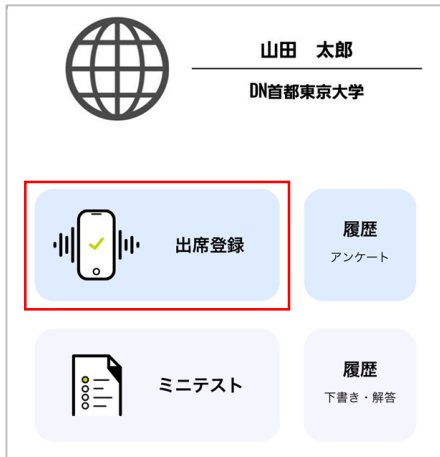 山田　太郎
DN首都東京大学
出席登録
履歴
アンケート
ミニテスト
履歴
下書き・解答